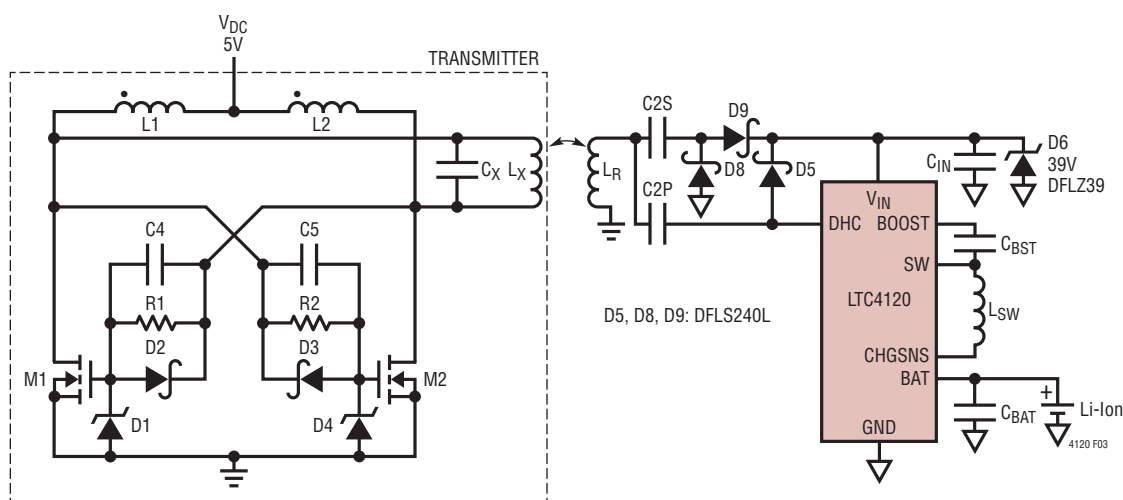 VDC
5V
TRANSMITTER
L1
L2
CX
LX
LR
C2S
C2P
D9
D8
D5
CIN
D6
39V
DFLZ39
VIN
DHC
BOOST
SW
LTC4120
CHGSNS
BAT
GND
CBST
LSW
CBAT
+
Li-Ion
D5, D8, D9: DFLS240L
C4
C5
R1
R2
D2
D3
M1
M2
D1
D4
4120 F03